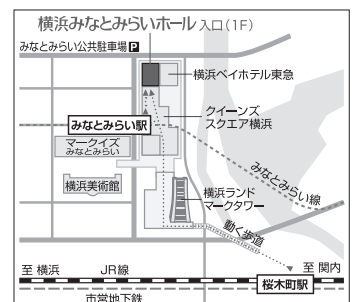 横浜みなとみらいホール 入口(1F)
みなとみらい公共駐車場 P
横浜ベイホテル東急
クイーンズ
スクエア横浜
みなとみらい駅
マークイズ
みなとみらい
みなとみらい線
横浜美術館
横浜ランド
マークタワー
動く歩道
至 横浜
JR線
至 関内
桜木町駅
市営地下鉄